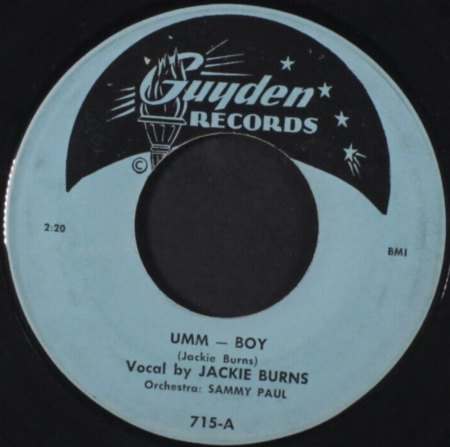 Guyden
RECORDS
©
2:20
BMI
UMM — BOY
(Jackie Burns)
Vocal by JACKIE BURNS
Orchestra: SAMMY PAUL
715-A